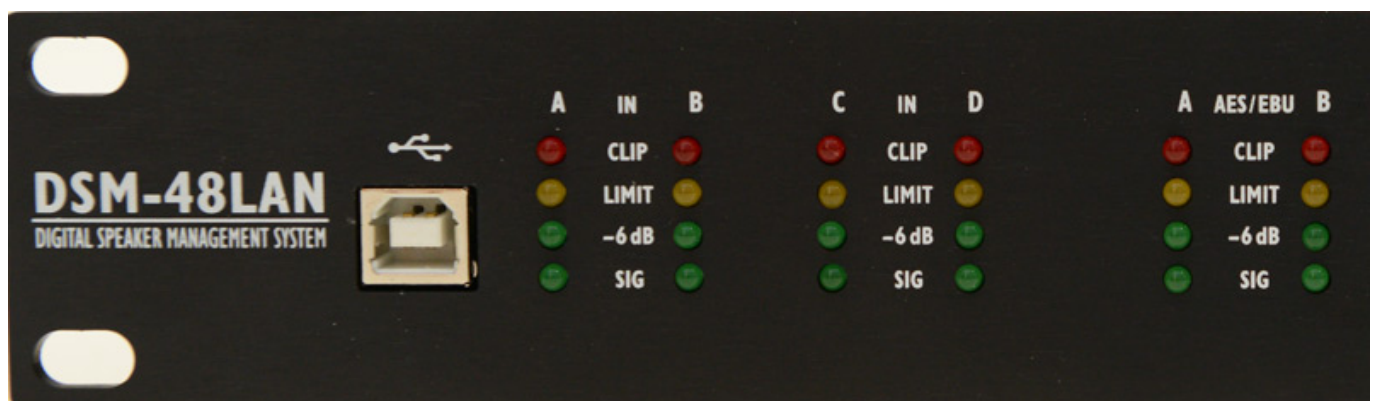 A IN B C IN D A AES/EBU B
CLIP CLIP CLIP
DSM-48LAN LIMIT LIMIT LIMIT
DIGITAL SPEAKER MANAGEMENT SYSTEM -6 dB -6 dB -6 dB
SIG SIG SIG